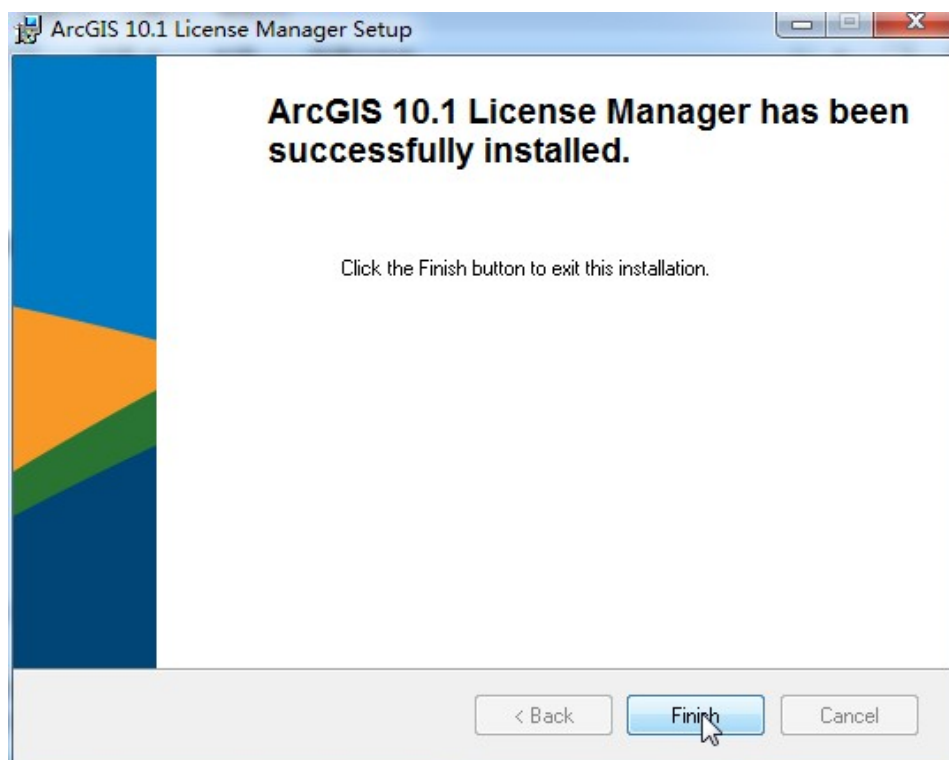 ArcGIS 10.1 License Manager Setup
ArcGIS 10.1 License Manager has been
successfully installed.
Click the Finish button to exit this installation.
< Back Finish Cancel